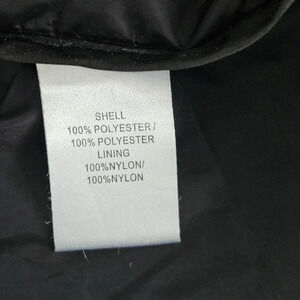 SHELL
100% POLYESTER /
100% POLYESTER
LINING
100%NYLON/
100%NYLON